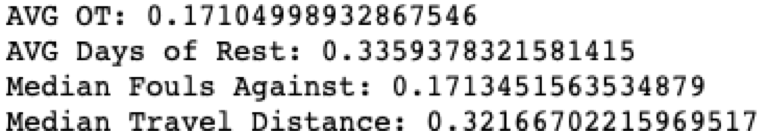 AVG OT: 0.17104998932867546
AVG Days of Rest: 0.3359378321581415
Median Fouls Against: 0.1713451563534879
Median Travel Distance: 0.32166702215969517